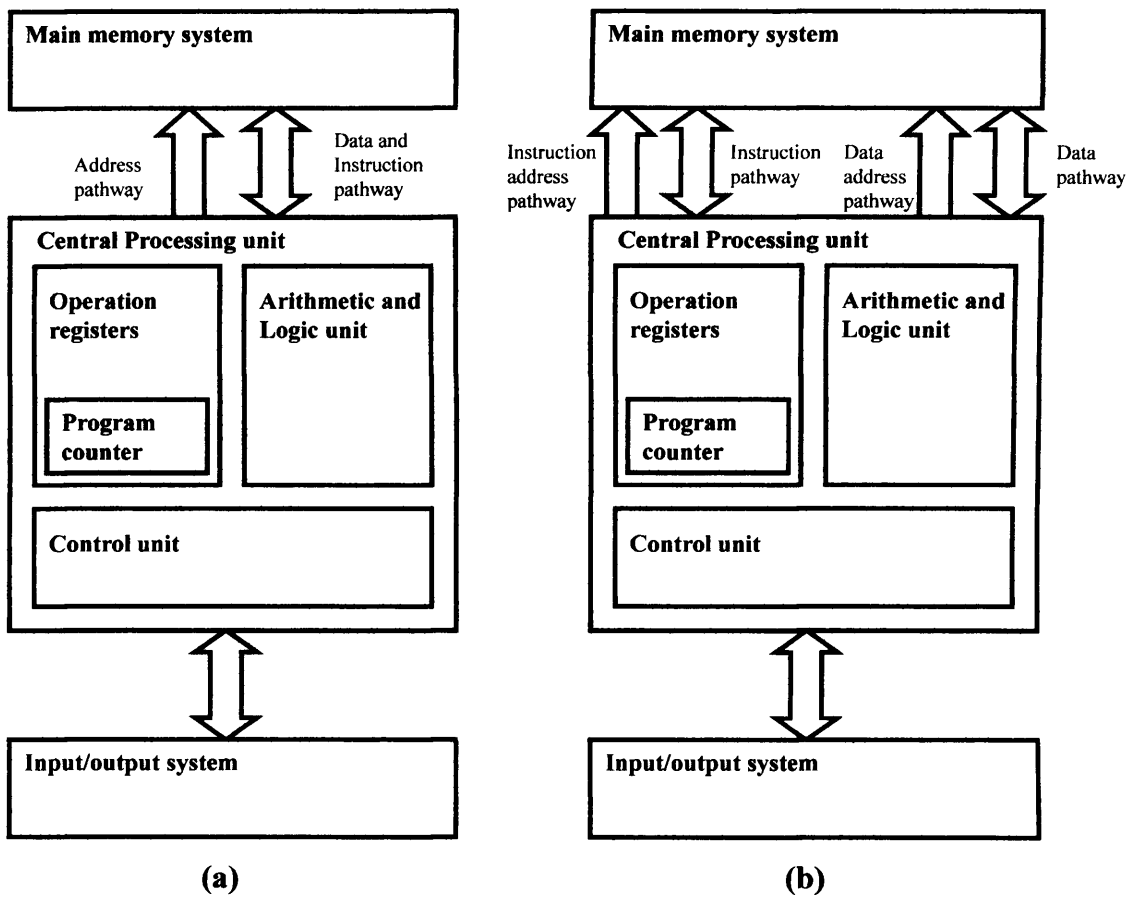 Main memory system
Address
pathway
Data and
Instruction
pathway
Central Processing unit
Operation
registers
Arithmetic and
Logic unit
Program
counter
Control unit
Input/output system
(a)
Main memory system
Instruction
address
pathway
Instruction
pathway
Data
address
pathway
Data
pathway
Central Processing unit
Operation
registers
Arithmetic and
Logic unit
Program
counter
Control unit
Input/output system
(b)